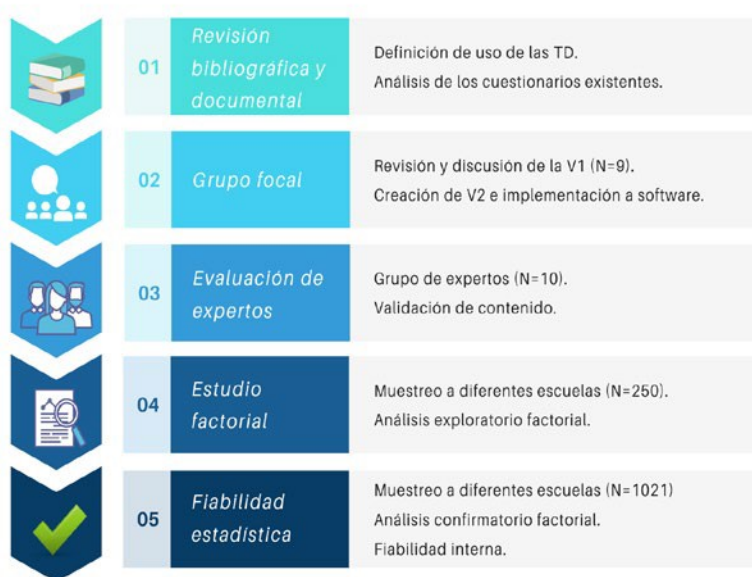 01
Revisión
bibliográfica y
documental
Definición de uso de las TD.
Análisis de los cuestionarios existentes.
02
Grupo focal
Revisión y discusión de la V1 (N=9).
Creación de V2 e implementación a software.
03
Evaluación de
expertos
Grupo de expertos (N=10).
Validación de contenido.
04
Estudio
factorial
Muestreo a diferentes escuelas (N=250).
Análisis exploratorio factorial.
05
Fiabilidad
estadística
Muestreo a diferentes escuelas (N=1021)
Análisis confirmatorio factorial.
Fiabilidad interna.